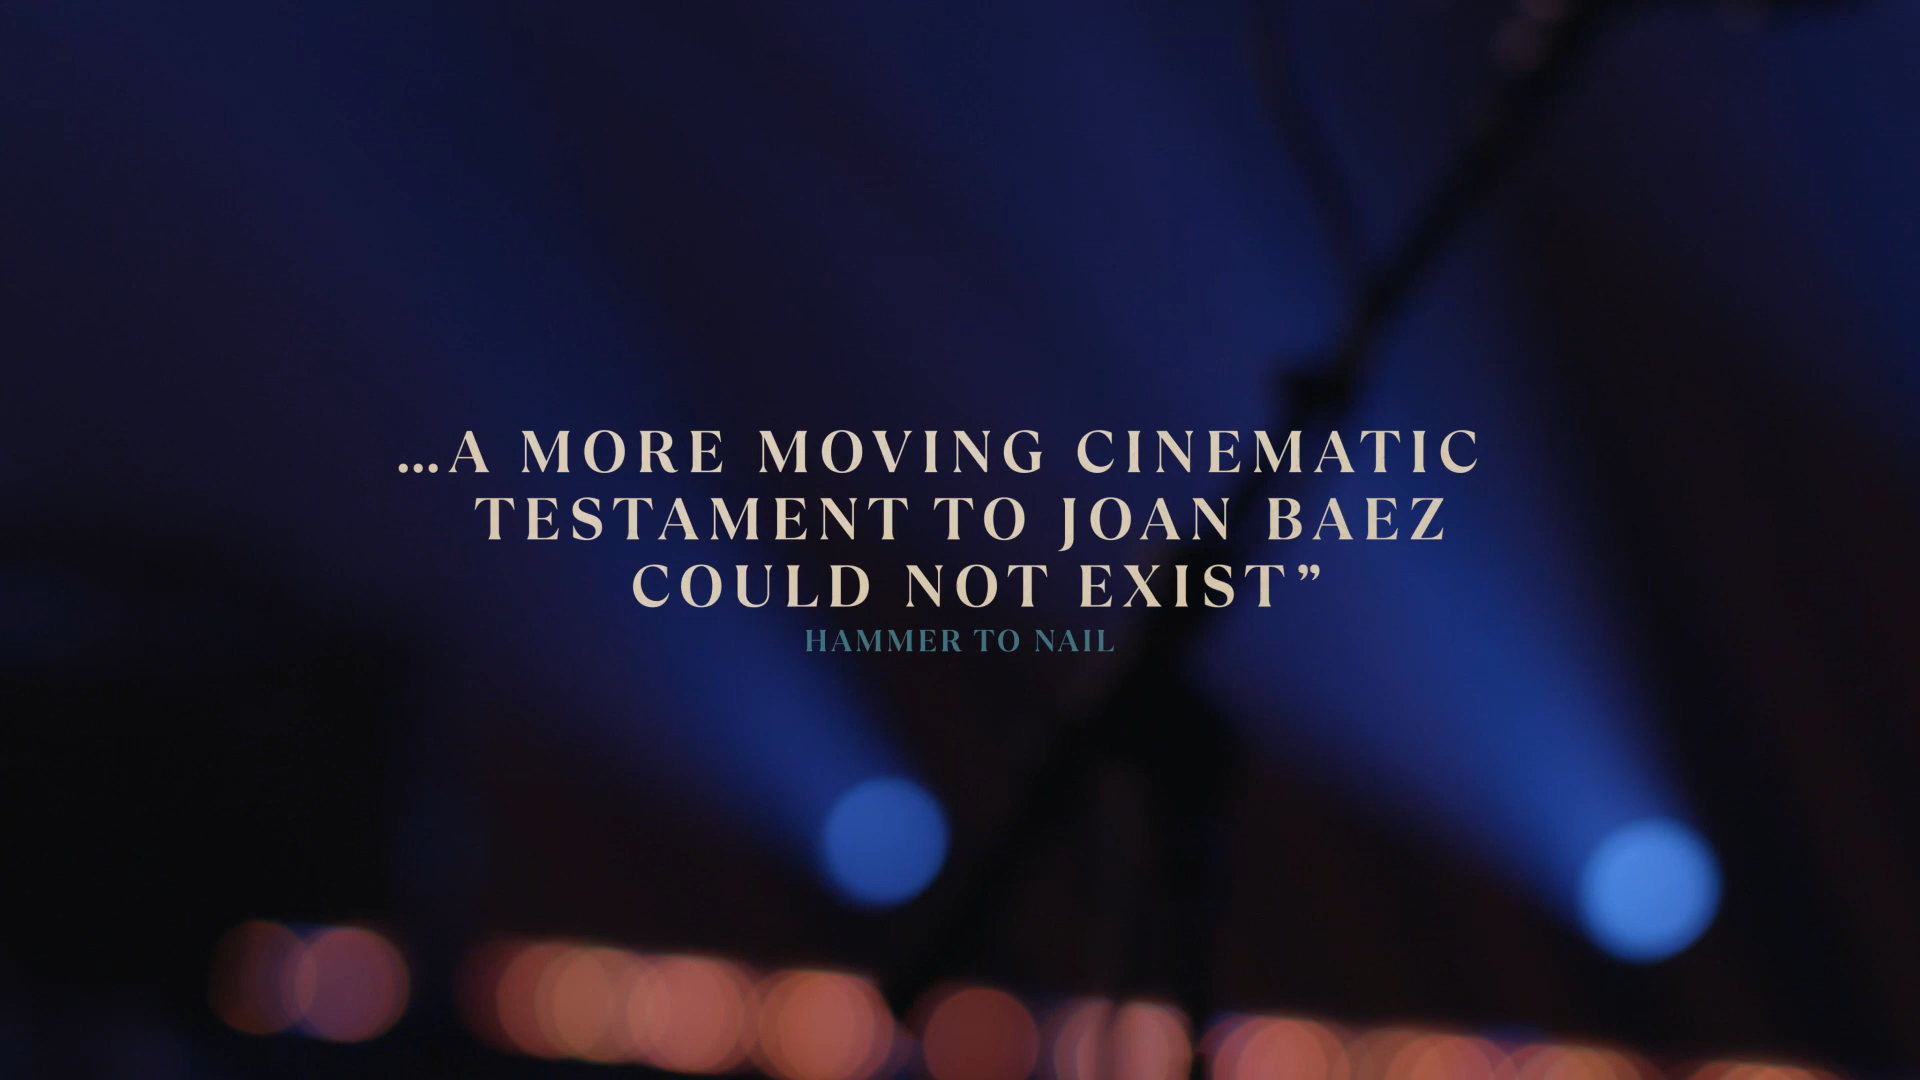 …A MORE MOVING CINEMATIC
TESTAMENT TO JOAN BAEZ
COULD NOT EXIST”
HAMMER TO NAIL